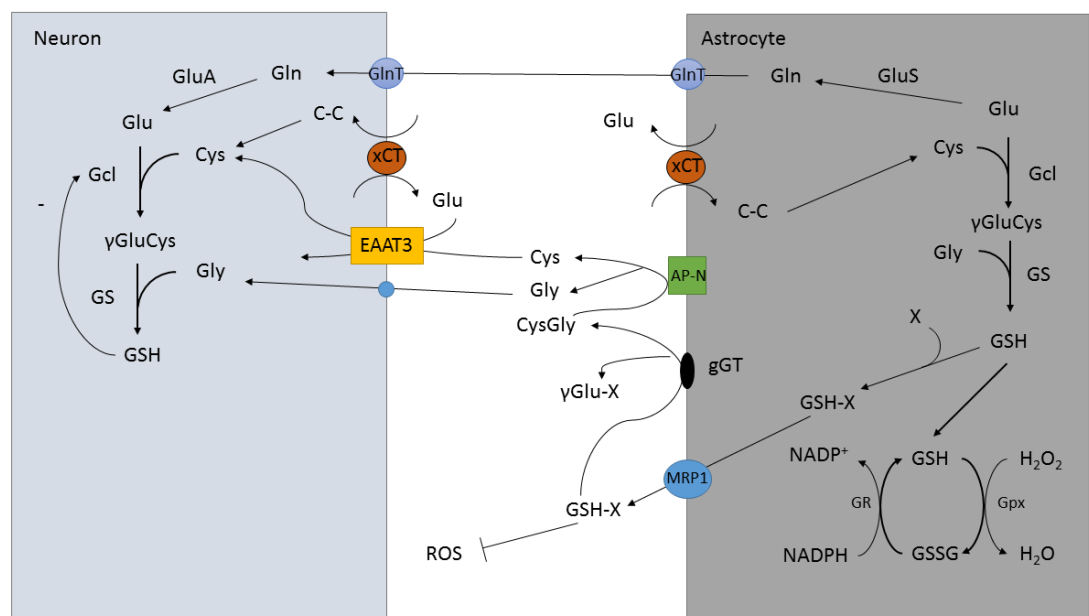 Neuron
Astrocyte
GluA
Gln
GlnT
GlnT
Gln
GluS
Glu
C-C
Glu
Glu
Cys
xCT
xCT
Cys
Gcl
Gcl
-
Glu
C-C
γGluCys
EAAT3
γGluCys
Cys
Gly
Gly
AP-N
GS
GS
Gly
CysGly
X
GSH
GSH
gGT
γGlu-X
GSH-X
NADP⁺
GSH
H₂O₂
MRP1
GR
Gpx
GSH-X
ROS
NADPH
GSSG
H₂O